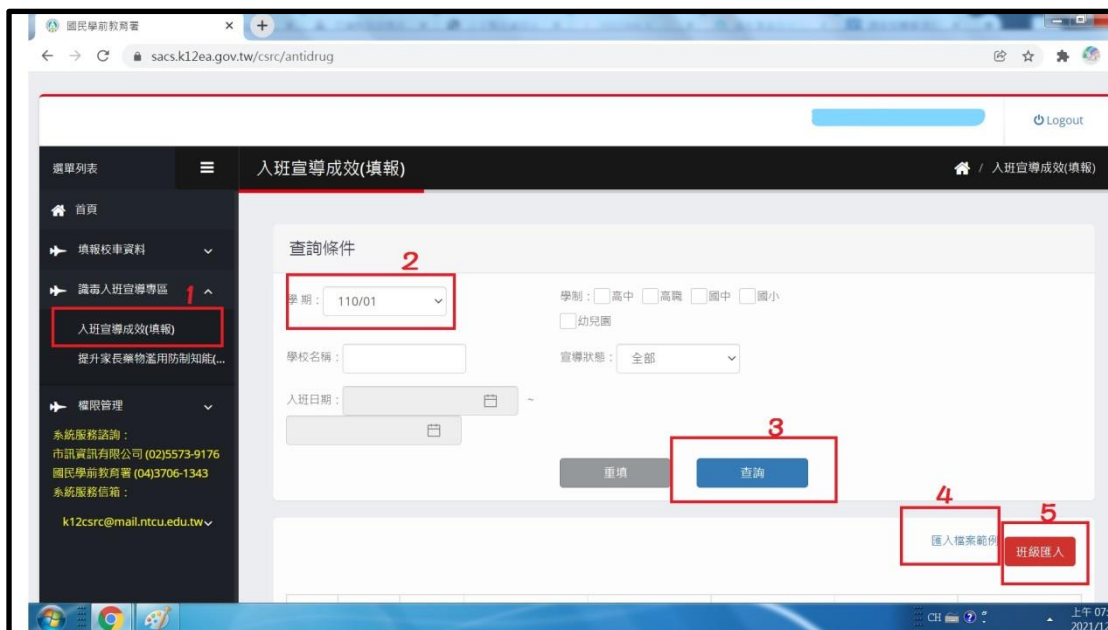 國民學前教育署
sacs.k12ea.gov.tw/csrc/antidrug
Logout
選單列表
入班宣導成效(填報)
/ 入班宣導成效(填報)
首頁
填報校車資料
識毒入班宣導專區
1
入班宣導成效(填報)
提升家長藥物濫用防制知能(...
權限管理
系統服務諮詢：
市訊資訊有限公司 (02)5573-9176
國民學前教育署 (04)3706-1343
系統服務信箱：
k12csrc@mail.ntcu.edu.tw
查詢條件
2
學期： 110/01
學制： 高中 高職 國中 國小
幼兒園
學校名稱：
宣導狀態： 全部
入班日期： ~
3
重填
查詢
4
5
匯入檔案範例
班級匯入
CH
上午 07:
2021/12